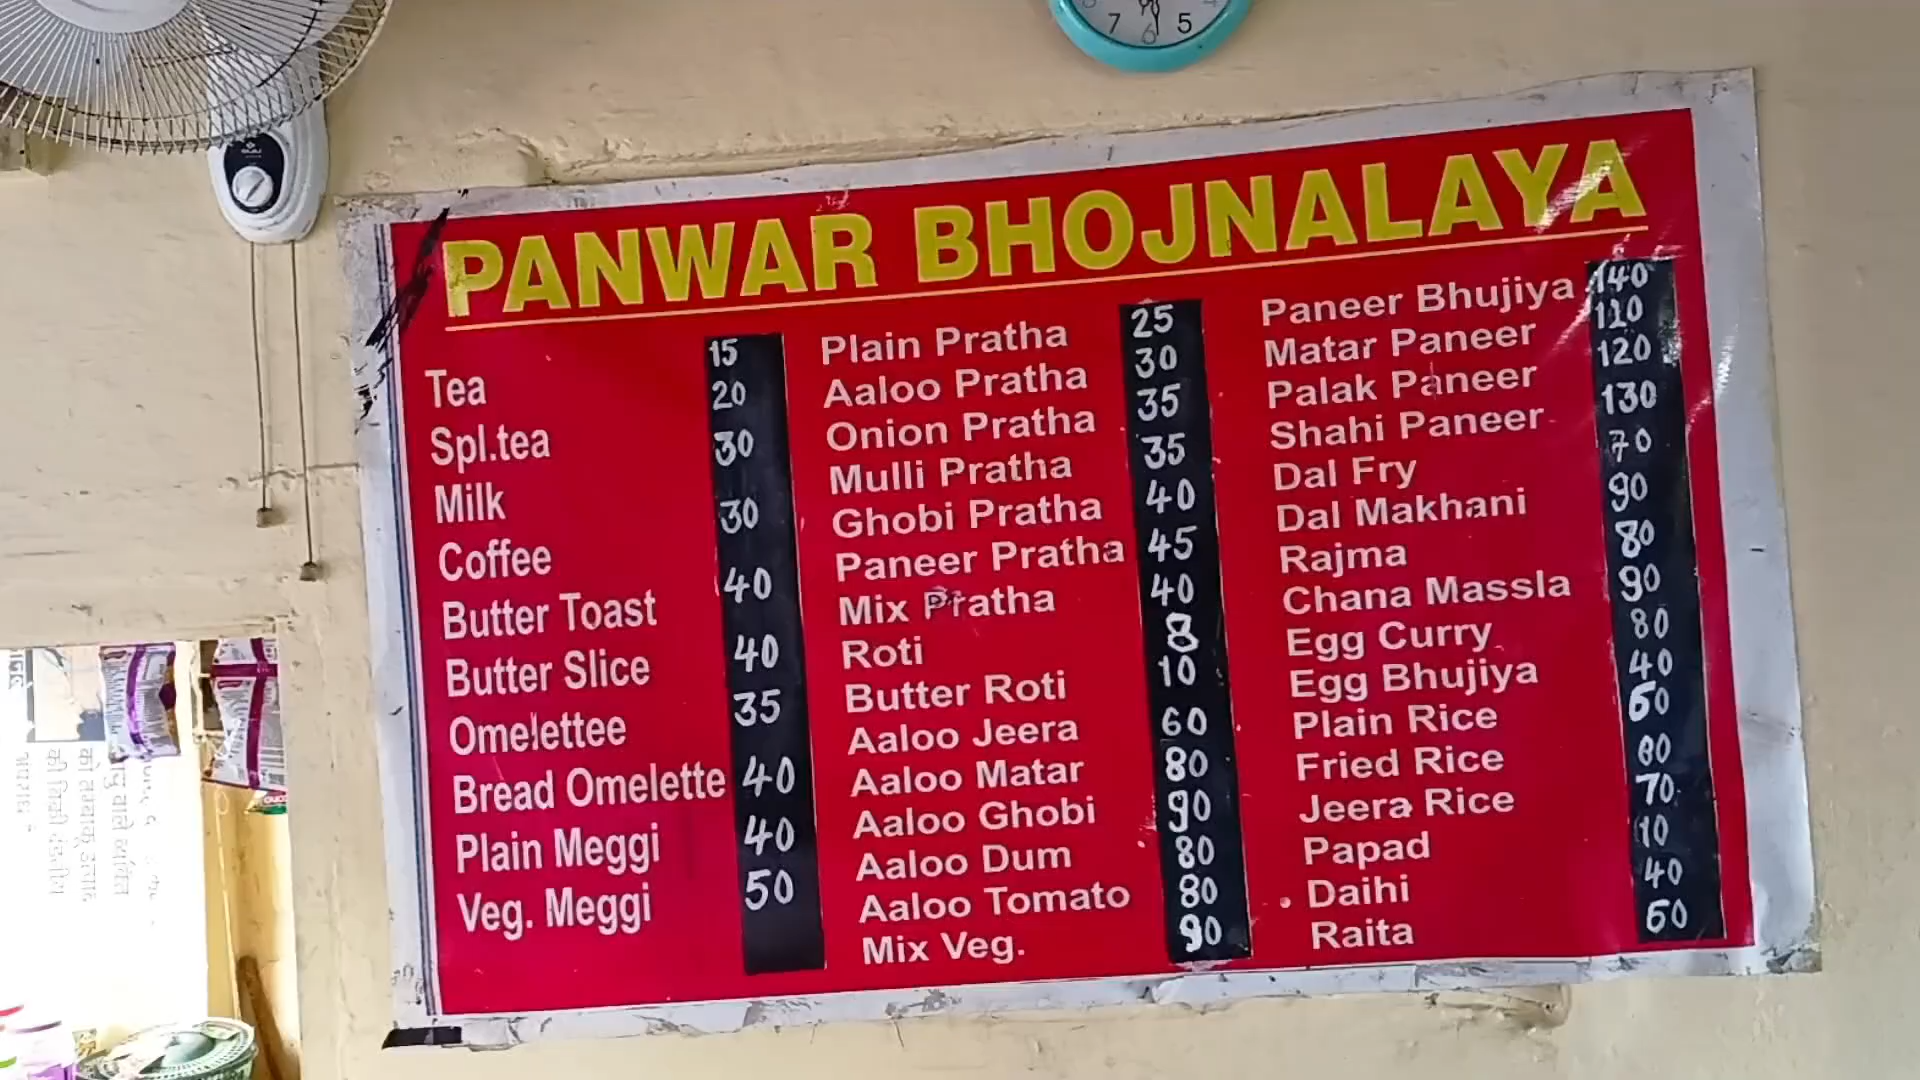 7 6 5
PANWAR BHOJNALAYA
Tea 15
Spl.tea 20
Milk 30
Coffee 30
Butter Toast 40
Butter Slice 40
Omelettee 35
Bread Omelette 40
Plain Meggi 40
Veg. Meggi 50
Plain Pratha 25
Aaloo Pratha 30
Onion Pratha 35
Mulli Pratha 35
Ghobi Pratha 40
Paneer Pratha 45
Mix Pratha 40
Roti 8
Butter Roti 10
Aaloo Jeera 60
Aaloo Matar 80
Aaloo Ghobi 90
Aaloo Dum 80
Aaloo Tomato 80
Mix Veg. 90
Paneer Bhujiya 140
Matar Paneer 110
Palak Paneer 120
Shahi Paneer 130
Dal Fry 70
Dal Makhani 90
Rajma 80
Chana Massla 90
Egg Curry 80
Egg Bhujiya 40
Plain Rice 60
Fried Rice 80
Jeera Rice 70
Papad 10
Daihi 40
Raita 60